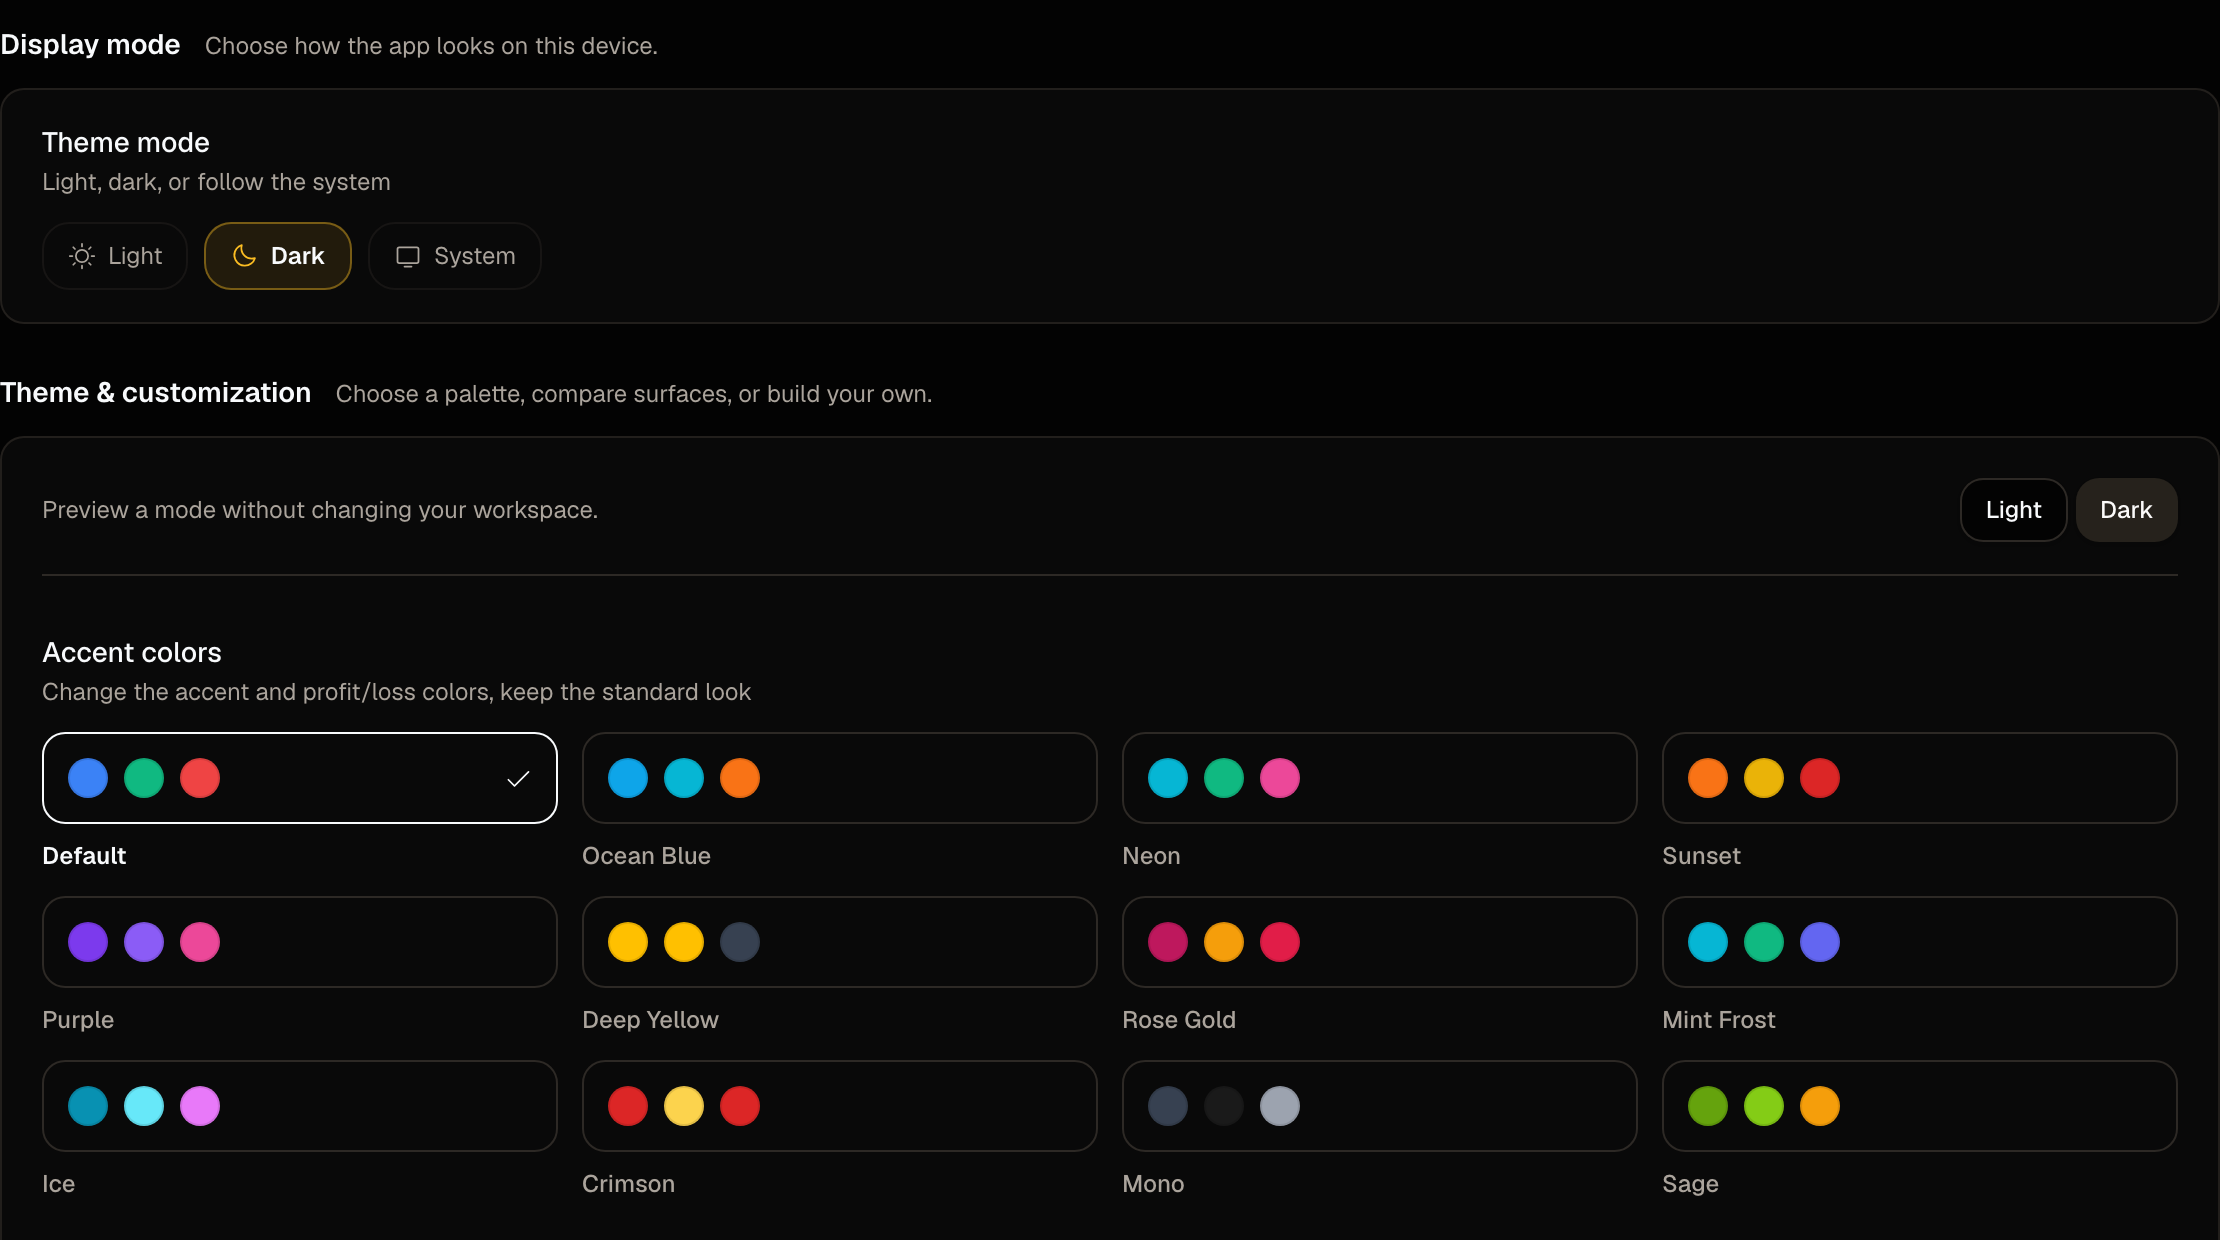 Display mode Choose how the app looks on this device.
Theme mode
Light, dark, or follow the system
Light Dark System
Theme & customization Choose a palette, compare surfaces, or build your own.
Preview a mode without changing your workspace. Light Dark
Accent colors
Change the accent and profit/loss colors, keep the standard look
Default Ocean Blue Neon Sunset
Purple Deep Yellow Rose Gold Mint Frost
Ice Crimson Mono Sage